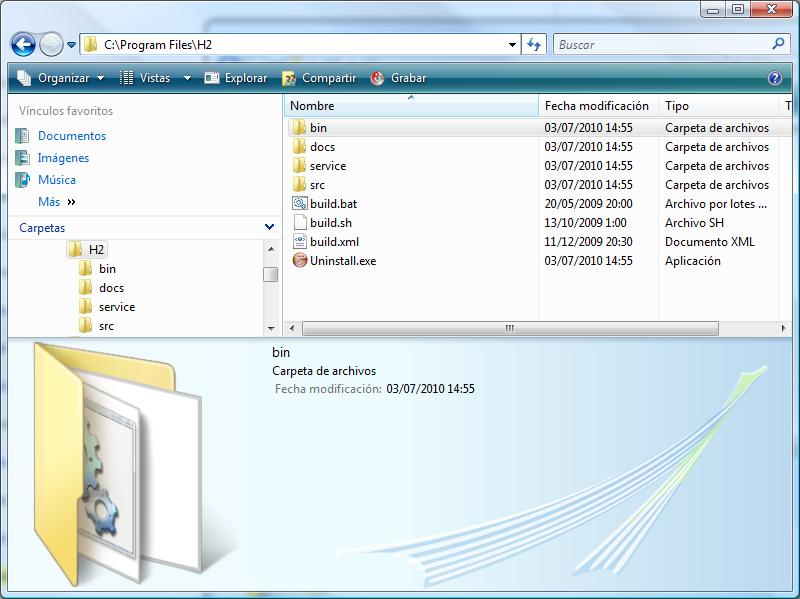 C:\Program Files\H2
Buscar
Organizar Vistas Explorar Compartir Grabar
Vínculos favoritos
Documentos
Imágenes
Música
Más »
Carpetas
H2
bin
docs
service
src
Nombre Fecha modificación Tipo T
bin 03/07/2010 14:55 Carpeta de archivos
docs 03/07/2010 14:55 Carpeta de archivos
service 03/07/2010 14:55 Carpeta de archivos
src 03/07/2010 14:55 Carpeta de archivos
build.bat 20/05/2009 20:00 Archivo por lotes ...
build.sh 13/10/2009 1:00 Archivo SH
build.xml 11/12/2009 20:30 Documento XML
Uninstall.exe 03/07/2010 14:55 Aplicación
bin
Carpeta de archivos
Fecha modificación: 03/07/2010 14:55